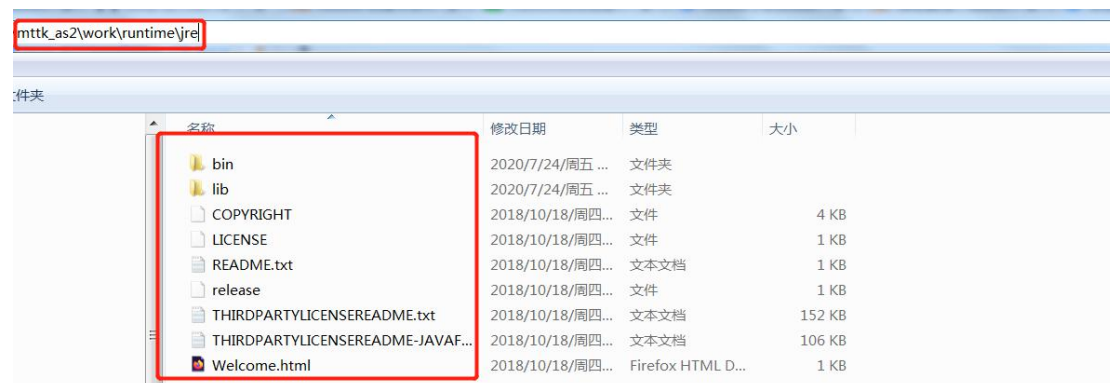 mttk_as2\work\runtime\jre
件夹
名称 修改日期 类型 大小
bin 2020/7/24/周五 ... 文件夹
lib 2020/7/24/周五 ... 文件夹
COPYRIGHT 2018/10/18/周四... 文件 4 KB
LICENSE 2018/10/18/周四... 文件 1 KB
README.txt 2018/10/18/周四... 文本文档 1 KB
release 2018/10/18/周四... 文件 1 KB
THIRDPARTYLICENSEREADME.txt 2018/10/18/周四... 文本文档 152 KB
THIRDPARTYLICENSEREADME-JAVAF... 2018/10/18/周四... 文本文档 106 KB
Welcome.html 2018/10/18/周四... Firefox HTML D... 1 KB